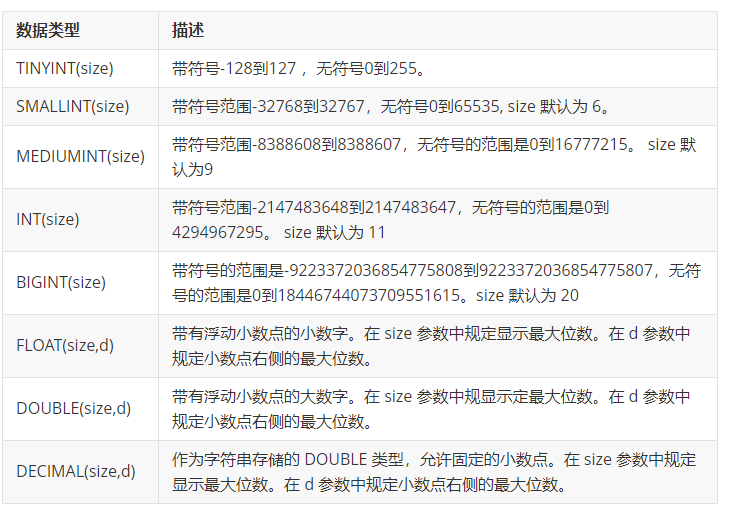 数据类型 描述
TINYINT(size) 带符号-128到127 ，无符号0到255。
SMALLINT(size) 带符号范围-32768到32767，无符号0到65535, size 默认为 6。
MEDIUMINT(size) 带符号范围-8388608到8388607，无符号的范围是0到16777215。 size 默
认为9
INT(size) 带符号范围-2147483648到2147483647，无符号的范围是0到
4294967295。 size 默认为 11
BIGINT(size) 带符号的范围是-9223372036854775808到9223372036854775807，无符
号的范围是0到18446744073709551615。size 默认为 20
FLOAT(size,d) 带有浮动小数点的小数字。在 size 参数中规定显示最大位数。在 d 参数中
规定小数点右侧的最大位数。
DOUBLE(size,d) 带有浮动小数点的大数字。在 size 参数中规显示定最大位数。在 d 参数中
规定小数点右侧的最大位数。
DECIMAL(size,d) 作为字符串存储的 DOUBLE 类型，允许固定的小数点。在 size 参数中规定
显示最大位数。在 d 参数中规定小数点右侧的最大位数。